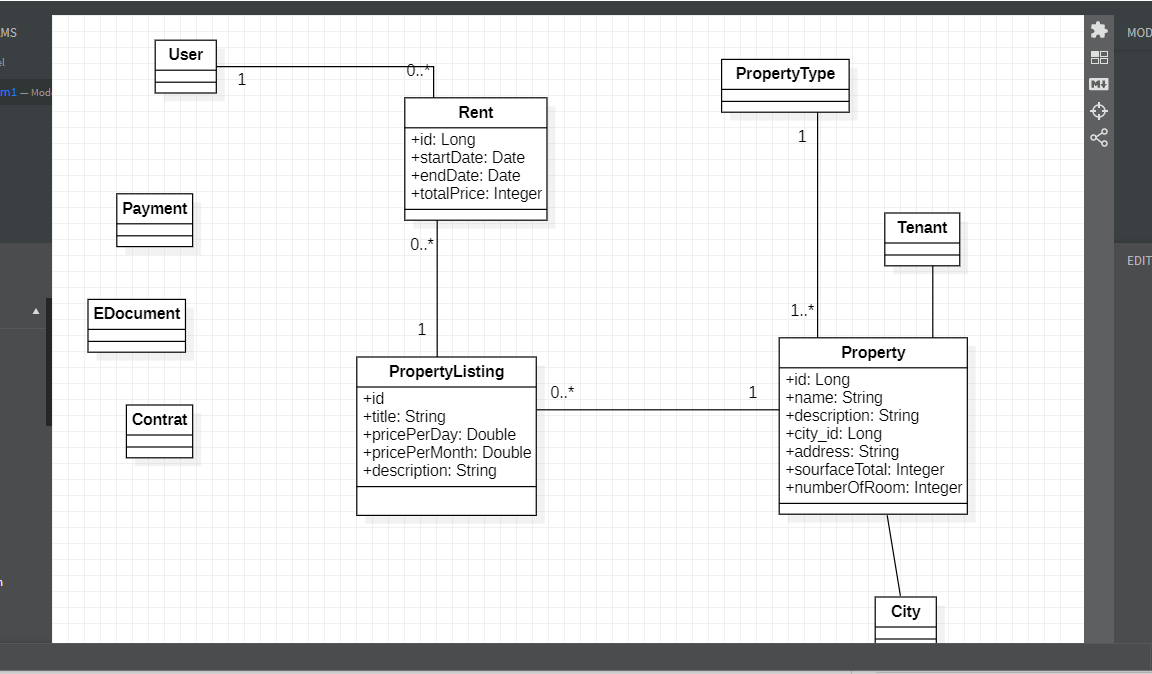 MS
MOD
el
m1 — Mode
M
EDIT
User
1
0..*
Rent
+id: Long
+startDate: Date
+endDate: Date
+totalPrice: Integer
0..*
1
PropertyType
1
1..*
Payment
Tenant
EDocument
Contrat
PropertyListing
+id
+title: String
+pricePerDay: Double
+pricePerMonth: Double
+description: String
0..*
1
Property
+id: Long
+name: String
+description: String
+city_id: Long
+address: String
+sourfaceTotal: Integer
+numberOfRoom: Integer
City